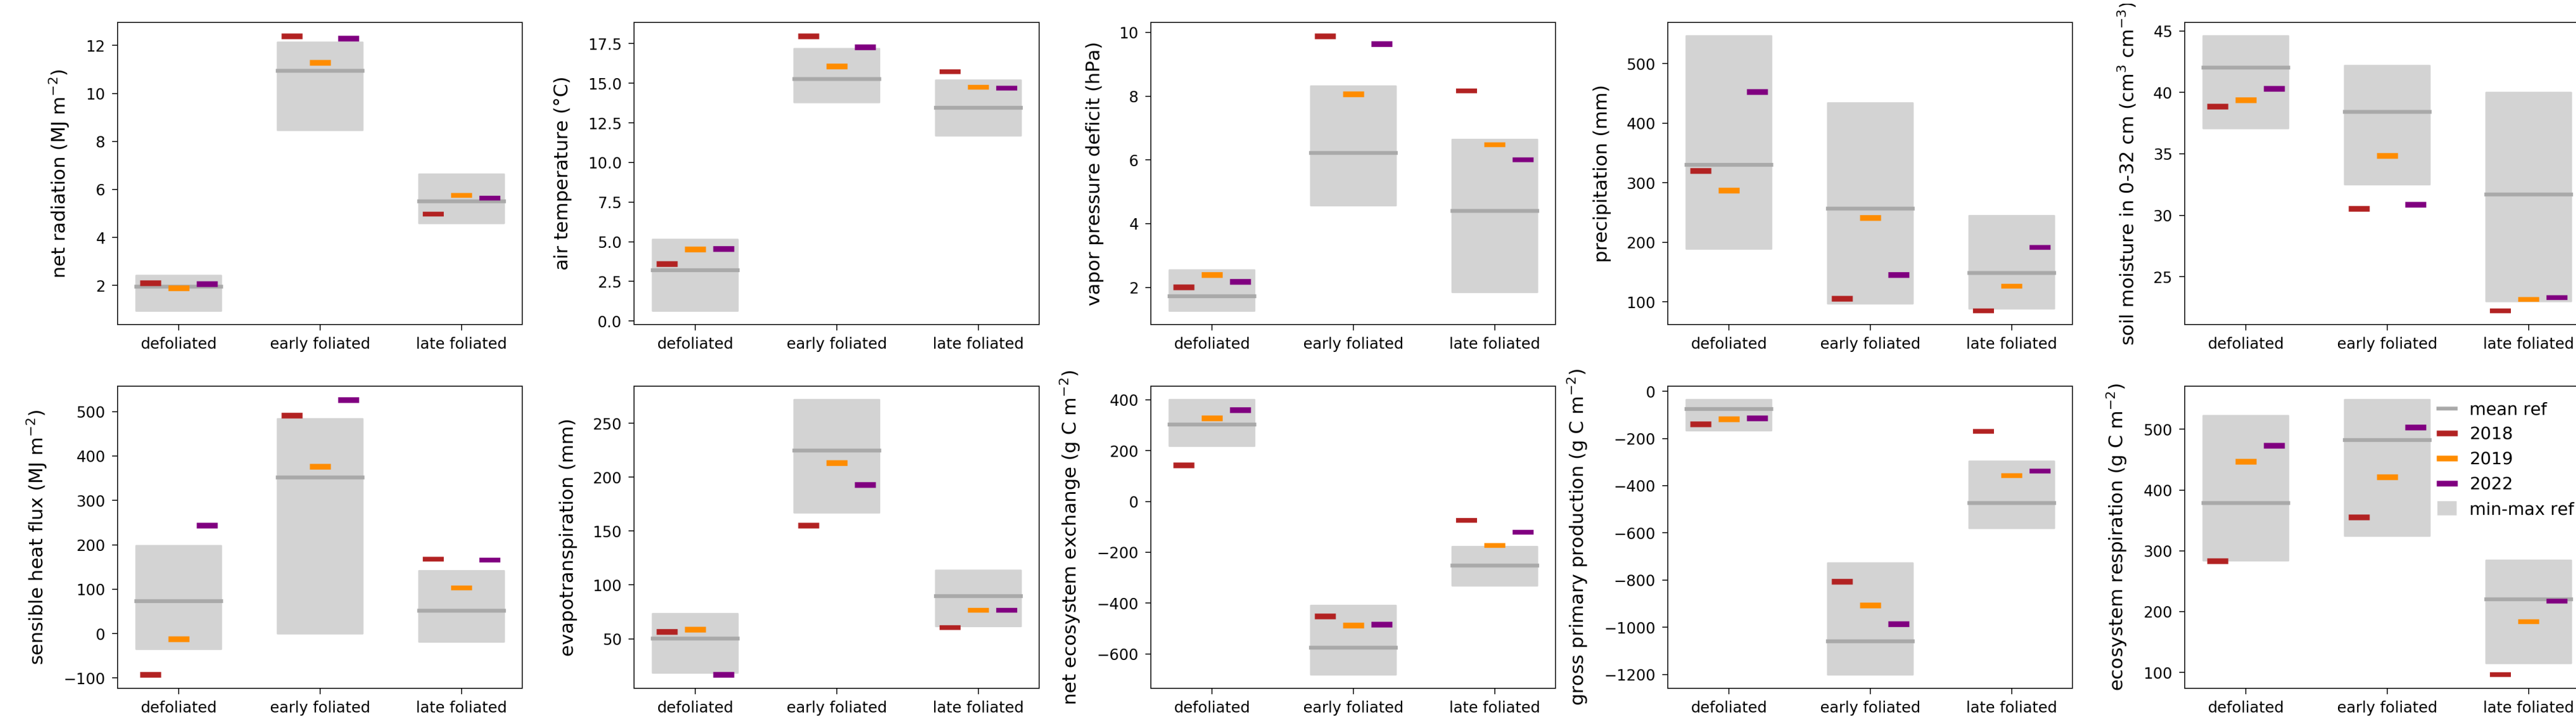 net radiation (MJ m⁻²)
12
10
8
6
4
2
defoliated early foliated late foliated
air temperature (°C)
17.5
15.0
12.5
10.0
7.5
5.0
2.5
0.0
defoliated early foliated late foliated
vapor pressure deficit (hPa)
10
8
6
4
2
defoliated early foliated late foliated
precipitation (mm)
500
400
300
200
100
defoliated early foliated late foliated
soil moisture in 0-32 cm (cm³ cm⁻³)
45
40
35
30
25
defoliated early foliated late foliated
sensible heat flux (MJ m⁻²)
500
400
300
200
100
0
−100
defoliated early foliated late foliated
evapotranspiration (mm)
250
200
150
100
50
defoliated early foliated late foliated
net ecosystem exchange (g C m⁻²)
400
200
0
−200
−400
−600
defoliated early foliated late foliated
gross primary production (g C m⁻²)
0
−200
−400
−600
−800
−1000
−1200
defoliated early foliated late foliated
ecosystem respiration (g C m⁻²)
500
400
300
200
100
defoliated early foliated late foliated
mean ref
2018
2019
2022
min-max ref